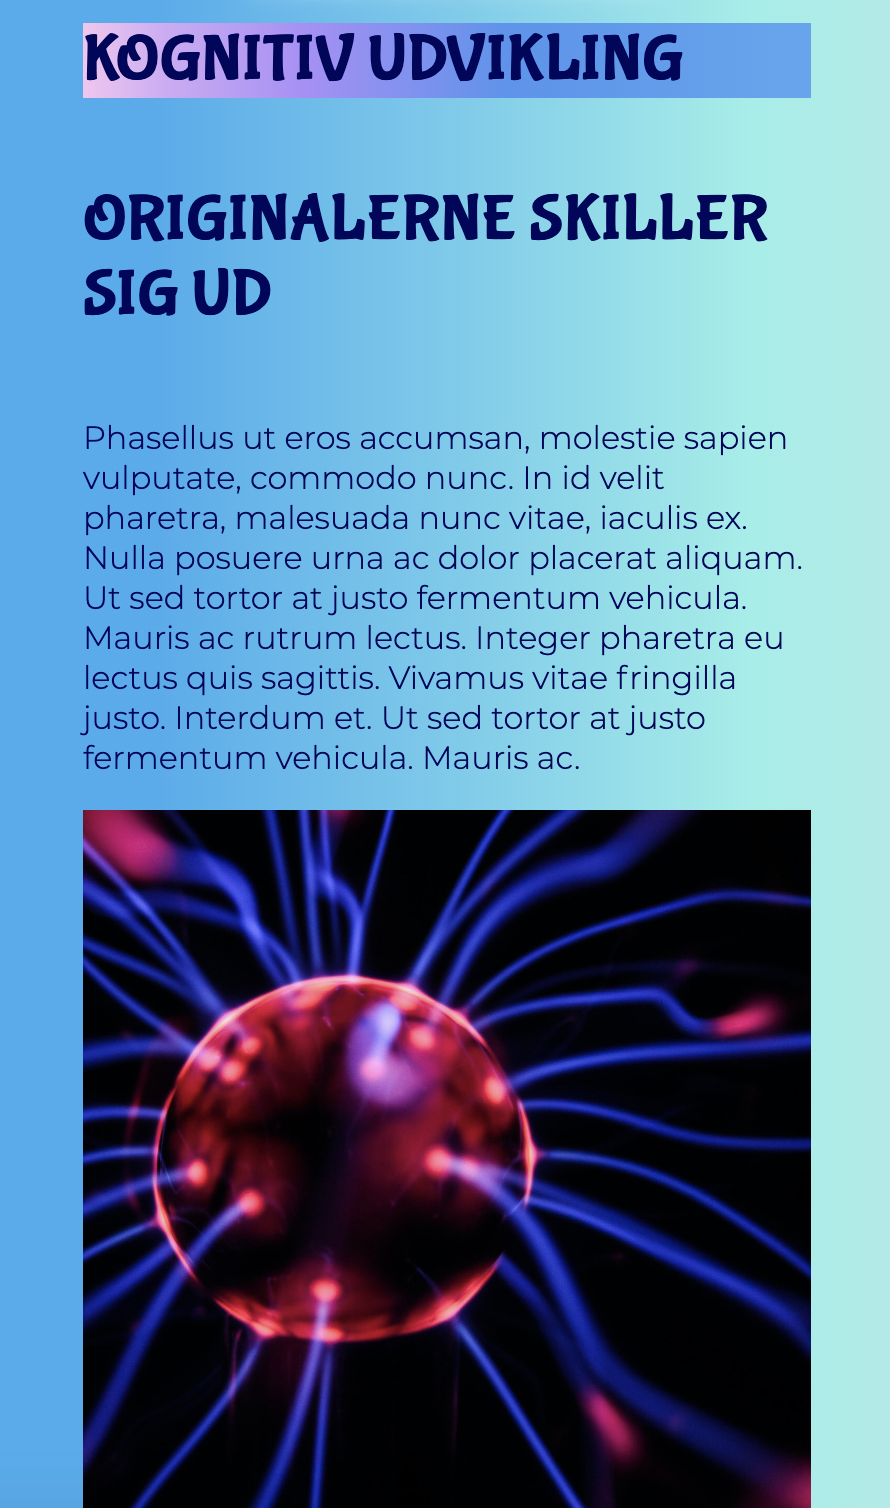 KOGNITIV UDVIKLING
ORIGINALERNE SKILLER
SIG UD
Phasellus ut eros accumsan, molestie sapien
vulputate, commodo nunc. In id velit
pharetra, malesuada nunc vitae, iaculis ex.
Nulla posuere urna ac dolor placerat aliquam.
Ut sed tortor at justo fermentum vehicula.
Mauris ac rutrum lectus. Integer pharetra eu
lectus quis sagittis. Vivamus vitae fringilla
justo. Interdum et. Ut sed tortor at justo
fermentum vehicula. Mauris ac.